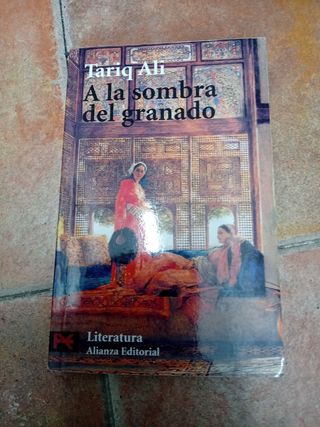 Tariq Ali
A la sombra
del granado
Literatura
Alianza Editorial